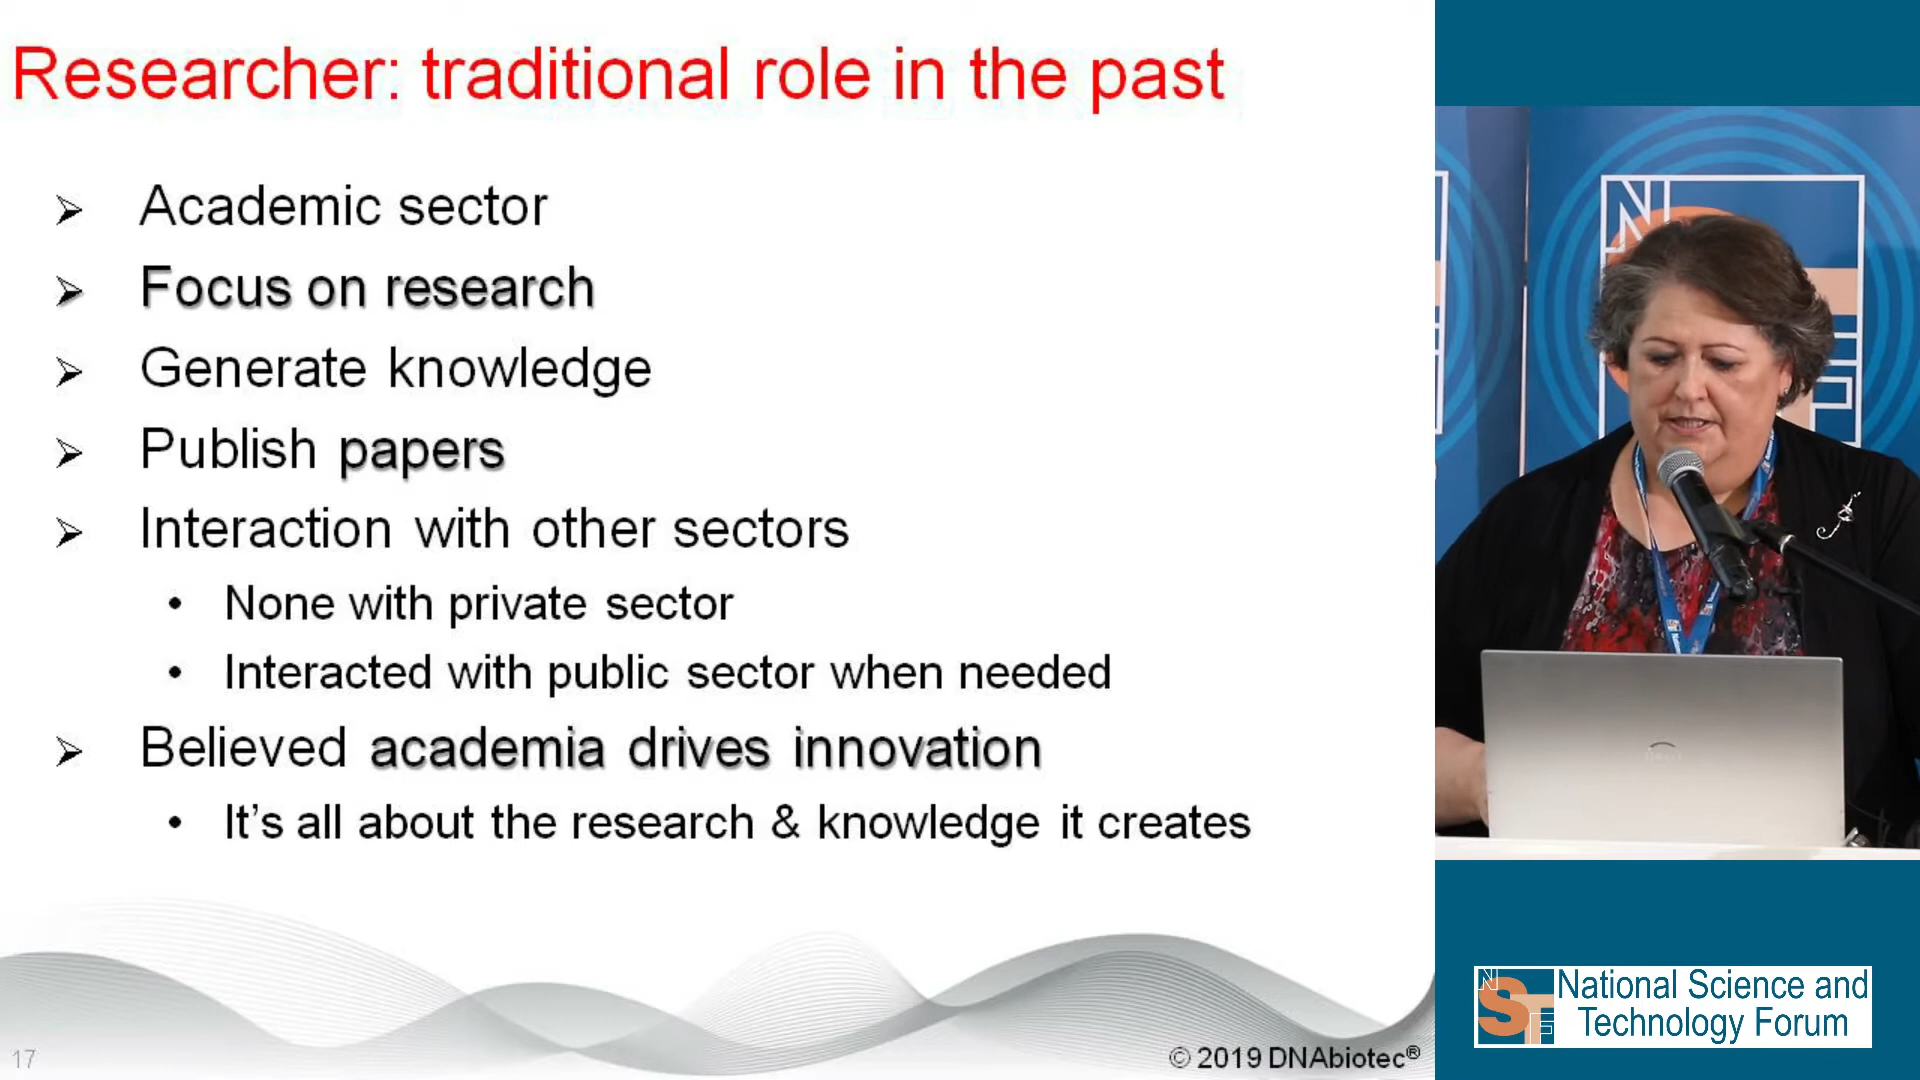 Researcher: traditional role in the past
➢ Academic sector
➢ Focus on research
➢ Generate knowledge
➢ Publish papers
➢ Interaction with other sectors
• None with private sector
• Interacted with public sector when needed
➢ Believed academia drives innovation
• It's all about the research & knowledge it creates
17
© 2019 DNAbiotec®
National Science and
Technology Forum